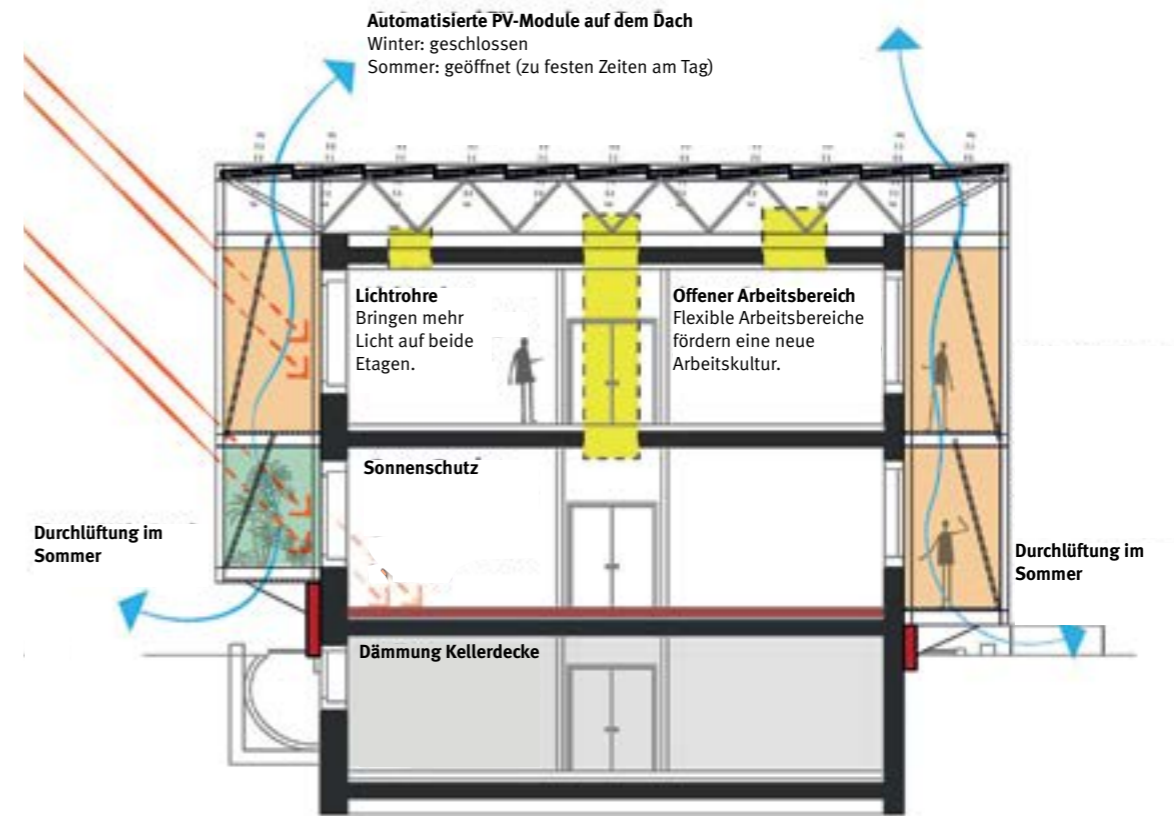 Automatisierte PV-Module auf dem Dach
Winter: geschlossen
Sommer: geöffnet (zu festen Zeiten am Tag)
Lichtrohre
Bringen mehr
Licht auf beide
Etagen.
Offener Arbeitsbereich
Flexible Arbeitsbereiche
fördern eine neue
Arbeitskultur.
Sonnenschutz
Durchlüftung im
Sommer
Durchlüftung im
Sommer
Dämmung Kellerdecke